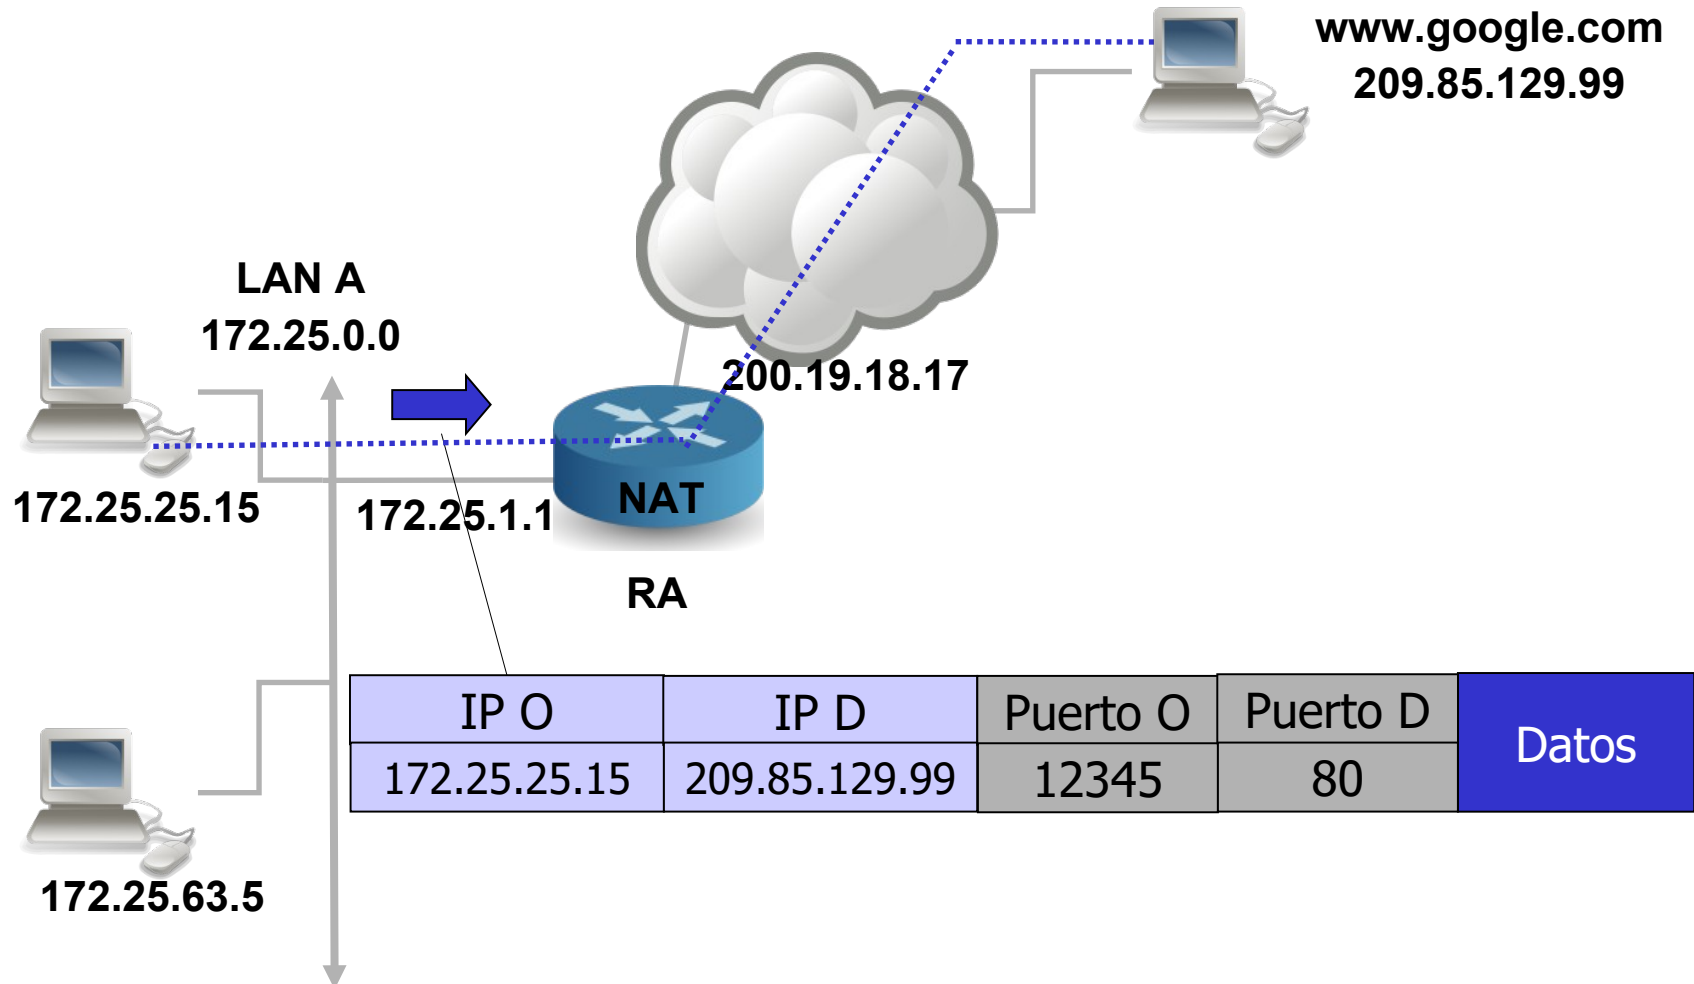 www.google.com
209.85.129.99
LAN A
172.25.0.0
200.19.18.17
172.25.25.15
172.25.1.1
NAT
RA
IP O
IP D
Puerto O
Puerto D
Datos
172.25.25.15
209.85.129.99
12345
80
172.25.63.5